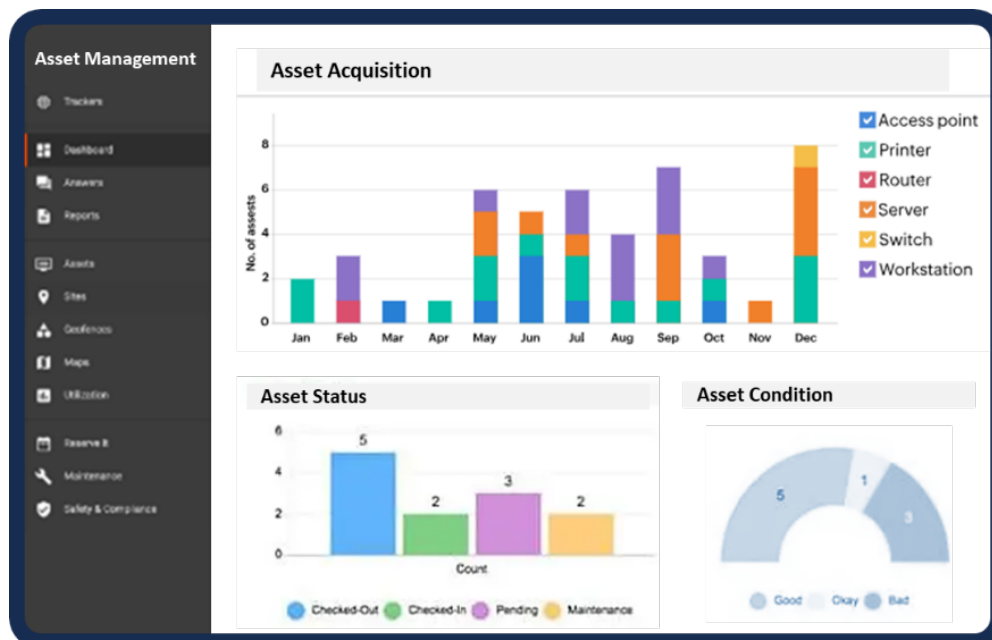 Asset Management
Trackers
Dashboard
Answers
Reports
Assets
Sites
Geofences
Maps
Utilization
Reserve It
Maintenance
Safety & Compliance
Asset Acquisition
No. of assests
8
6
4
2
0
Jan Feb Mar Apr May Jun Jul Aug Sep Oct Nov Dec
Access point
Printer
Router
Server
Switch
Workstation
Asset Status
6
4
2
0
5
2
3
2
Count
Checked-Out Checked-In Pending Maintenance
Asset Condition
5
1
3
Good Okay Bad